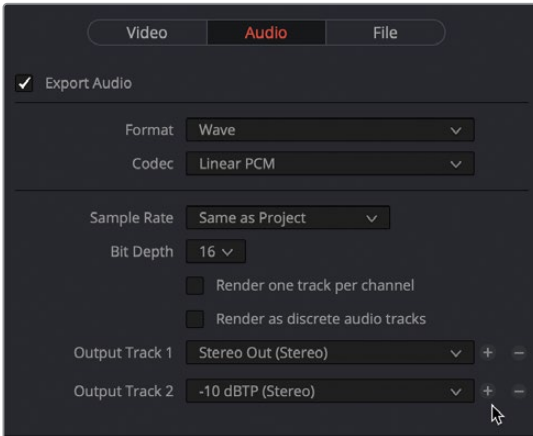 Video Audio File
Export Audio
Format Wave
Codec Linear PCM
Sample Rate Same as Project
Bit Depth 16
Render one track per channel
Render as discrete audio tracks
Output Track 1 Stereo Out (Stereo) + −
Output Track 2 -10 dBTP (Stereo) + −